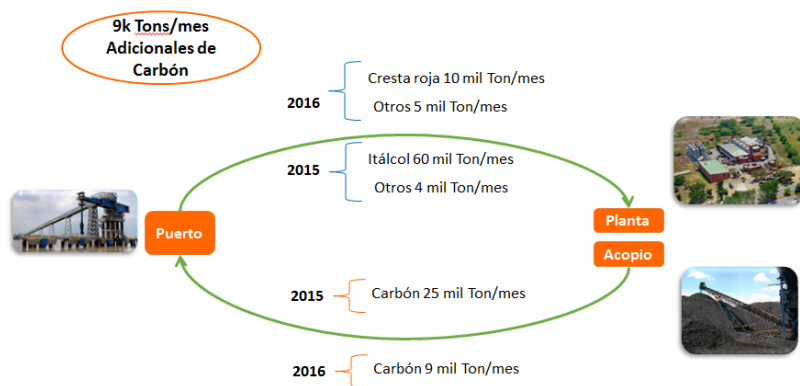 9k Tons/mes
Adicionales de
Carbón
2016
Cresta roja 10 mil Ton/mes
Otros 5 mil Ton/mes
2015
Itálcol 60 mil Ton/mes
Otros 4 mil Ton/mes
Puerto
Planta
Acopio
2015
Carbón 25 mil Ton/mes
2016
Carbón 9 mil Ton/mes